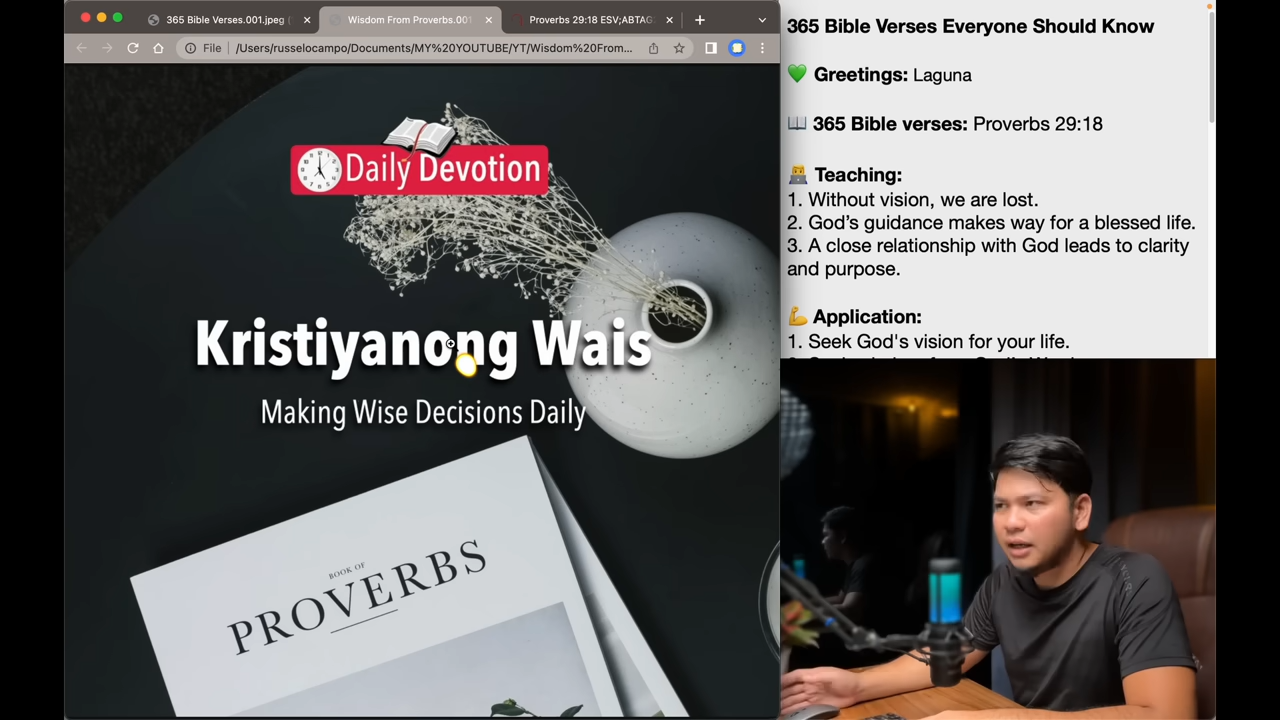 365 Bible Verses.001.jpeg
Wisdom From Proverbs.001
Proverbs 29:18 ESV;ABTAG
File
/Users/russelocampo/Documents/MY%20YOUTUBE/YT/Wisdom%20From...
Daily Devotion
Kristiyanong Wais
Making Wise Decisions Daily
BOOK OF
PROVERBS
365 Bible Verses Everyone Should Know
💚 Greetings: Laguna
📖 365 Bible verses: Proverbs 29:18
👨‍💻 Teaching:
1. Without vision, we are lost.
2. God’s guidance makes way for a blessed life.
3. A close relationship with God leads to clarity
and purpose.
💪 Application:
1. Seek God's vision for your life.